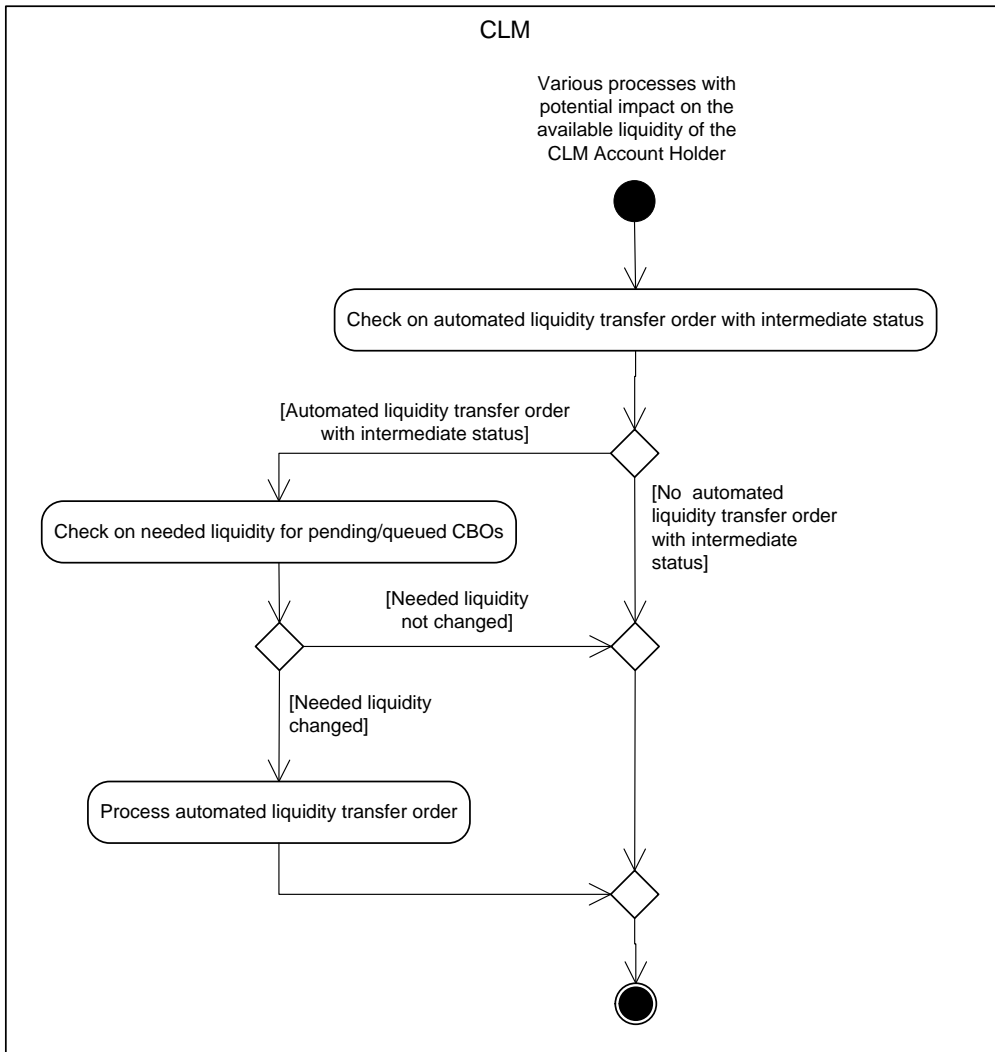 CLM
Various processes with
potential impact on the
available liquidity of the
CLM Account Holder
Check on automated liquidity transfer order with intermediate status
[Automated liquidity transfer order
with intermediate status]
[No  automated
liquidity transfer order
with intermediate
status]
Check on needed liquidity for pending/queued CBOs
[Needed liquidity
not changed]
[Needed liquidity
changed]
Process automated liquidity transfer order